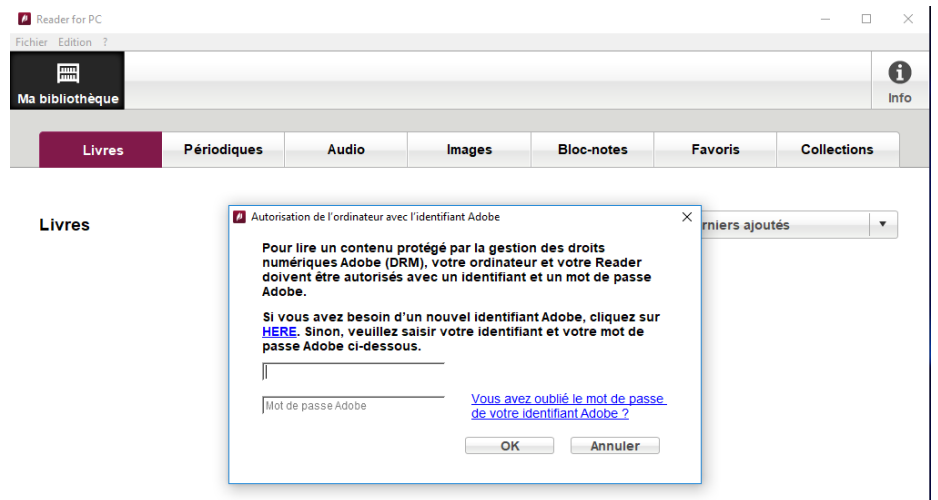 Reader for PC
Fichier Edition ?
Ma bibliothèque
Info
Livres Périodiques Audio Images Bloc-notes Favoris Collections
Livres
rniers ajoutés
Autorisation de l'ordinateur avec l'identifiant Adobe
Pour lire un contenu protégé par la gestion des droits
numériques Adobe (DRM), votre ordinateur et votre Reader
doivent être autorisés avec un identifiant et un mot de passe
Adobe.
Si vous avez besoin d'un nouvel identifiant Adobe, cliquez sur
HERE. Sinon, veuillez saisir votre identifiant et votre mot de
passe Adobe ci-dessous.
Mot de passe Adobe
Vous avez oublié le mot de passe
de votre identifiant Adobe ?
OK Annuler